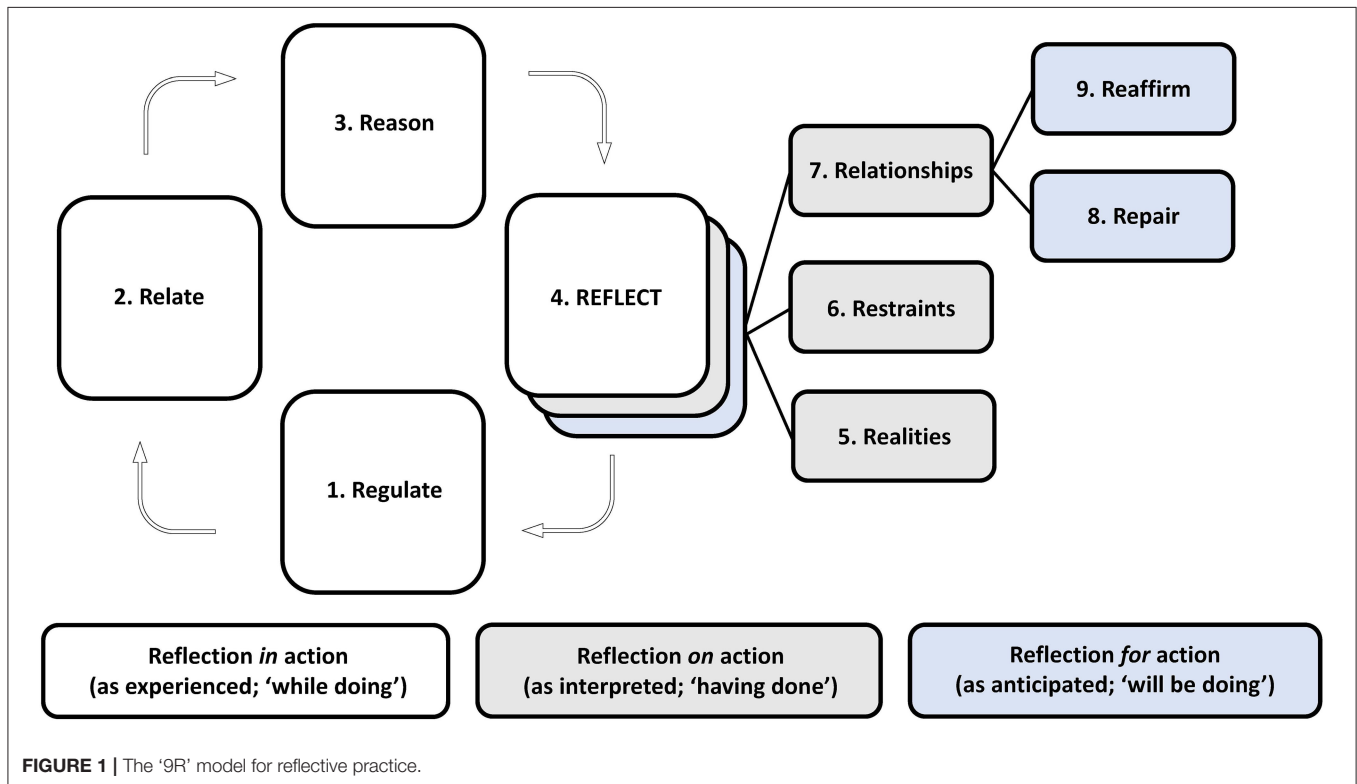 3. Reason
9. Reaffirm
7. Relationships
8. Repair
2. Relate
4. REFLECT
6. Restraints
5. Realities
1. Regulate
Reflection in action
(as experienced; ‘while doing’)
Reflection on action
(as interpreted; ‘having done’)
Reflection for action
(as anticipated; ‘will be doing’)
FIGURE 1 | The ‘9R’ model for reflective practice.